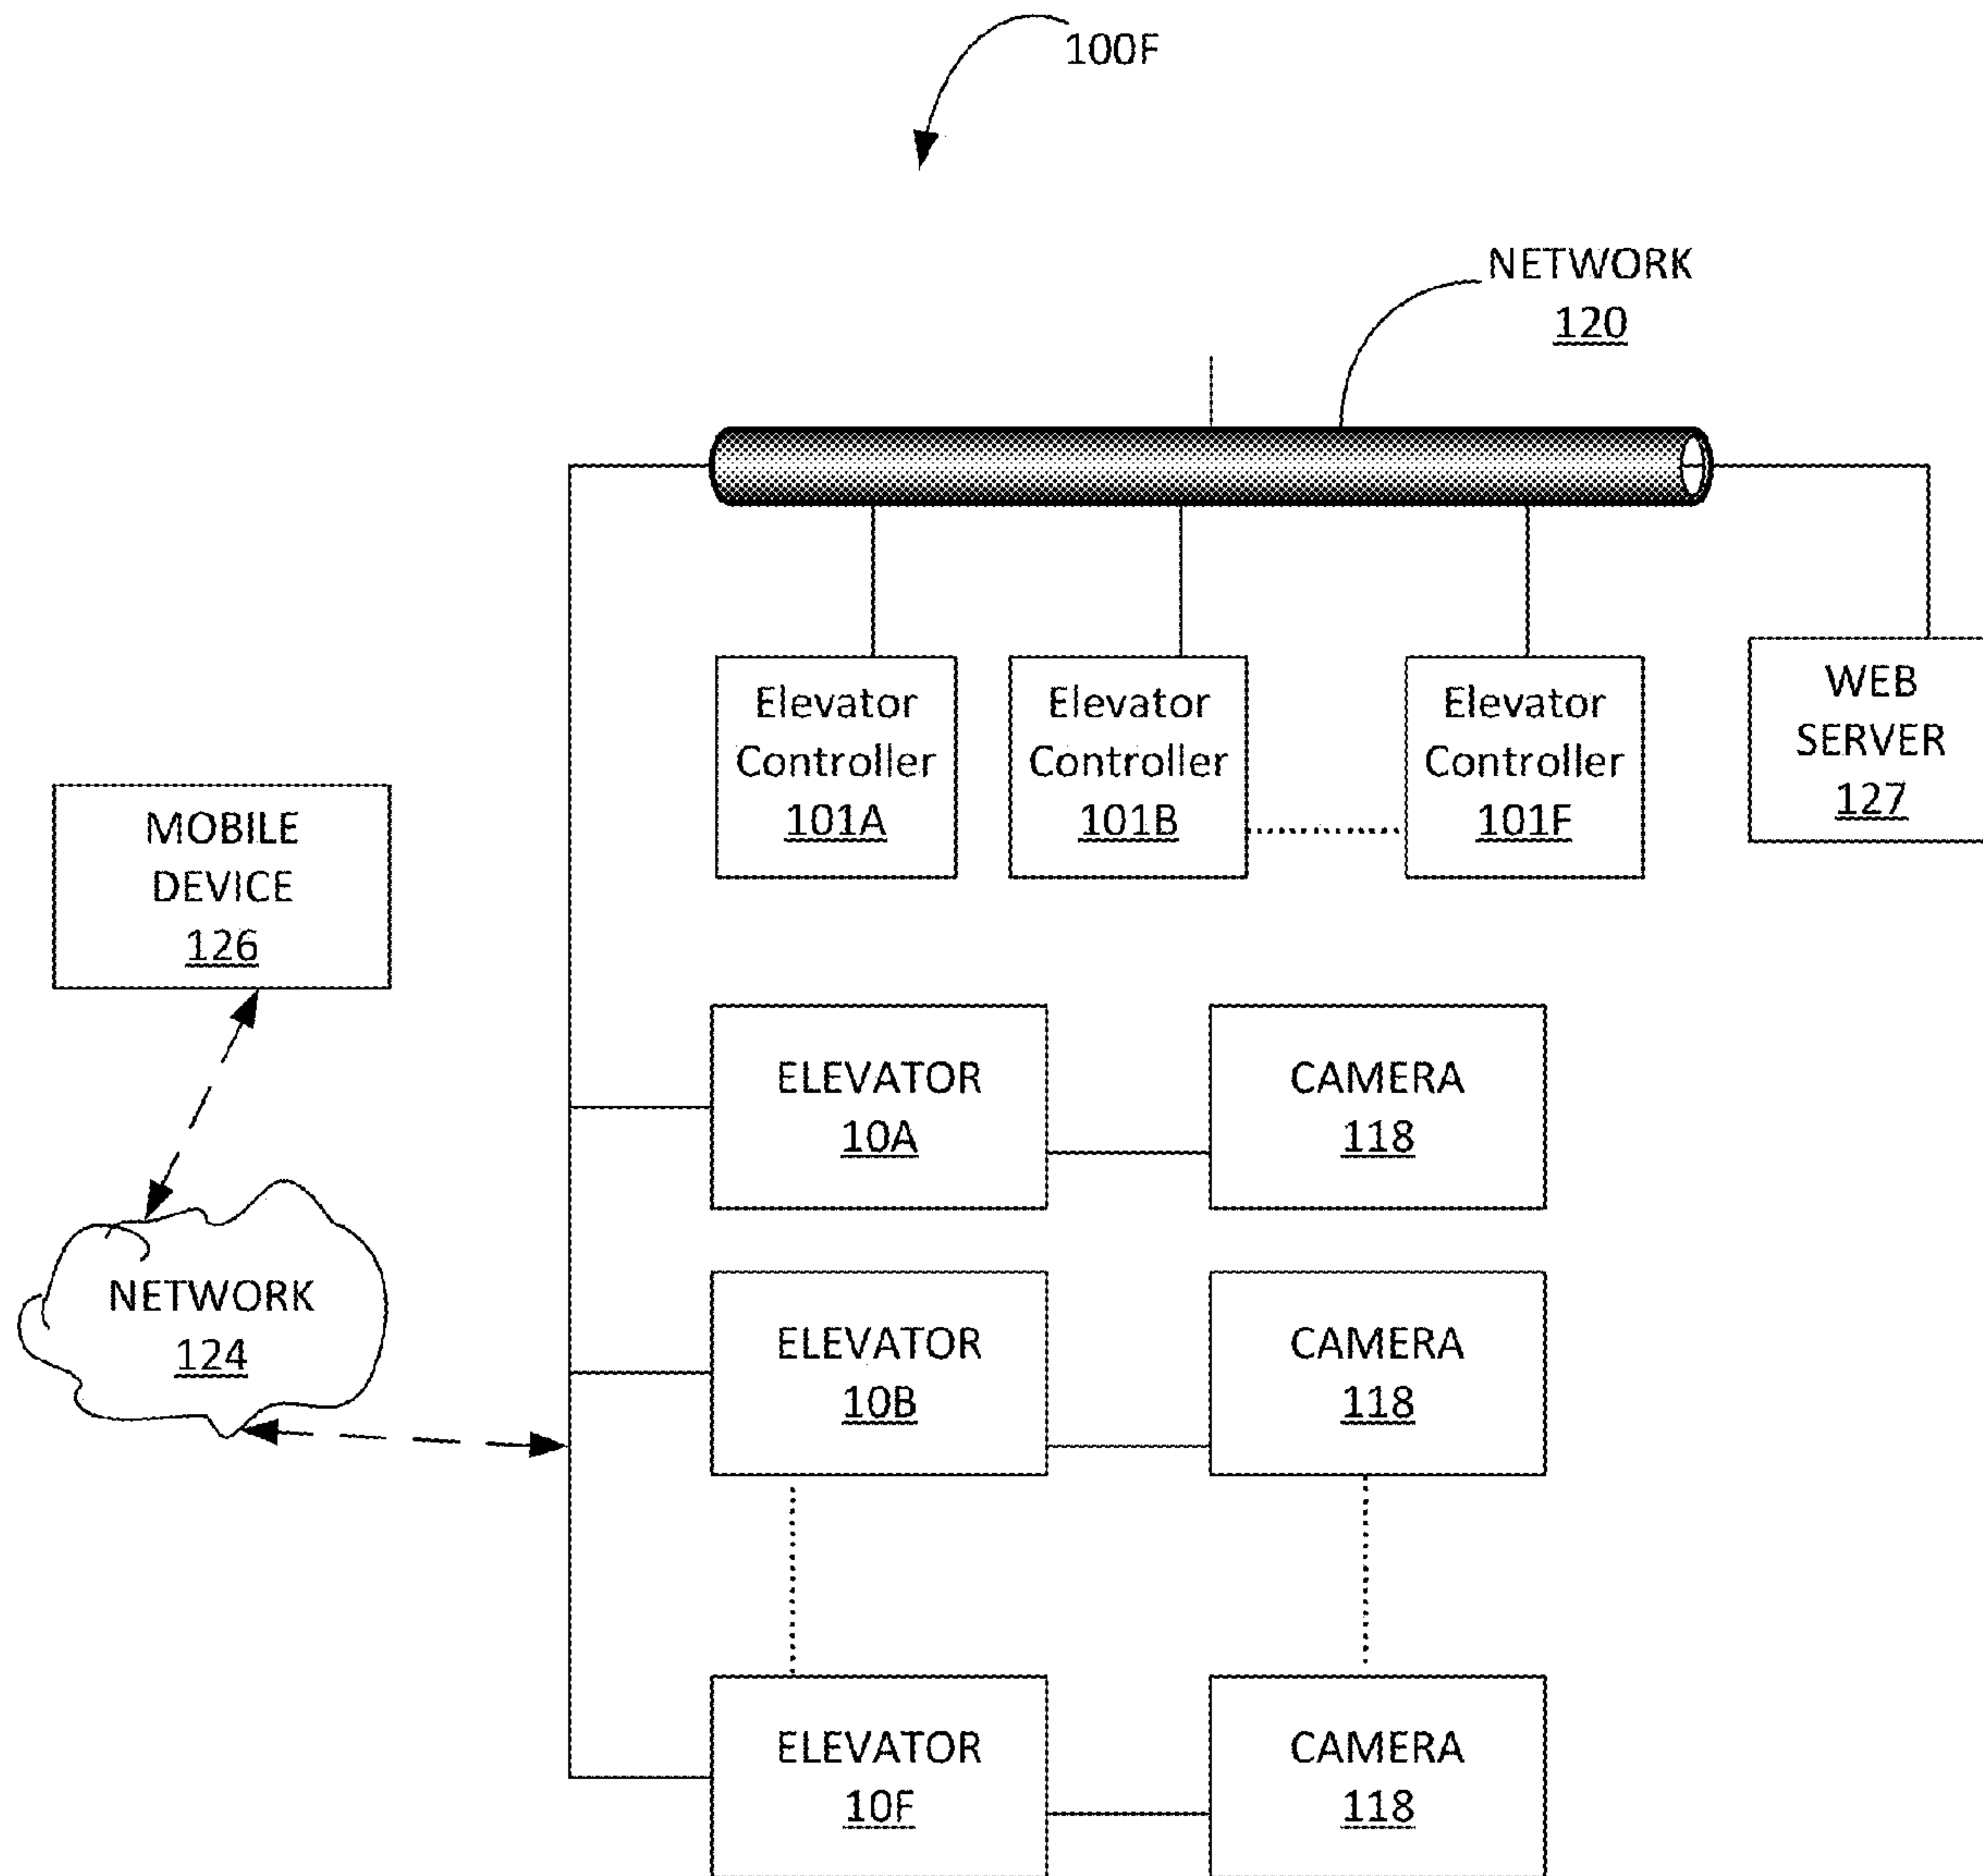 100F
NETWORK
120
Elevator
Controller
101A
Elevator
Controller
101B
Elevator
Controller
101F
WEB
SERVER
127
MOBILE
DEVICE
126
ELEVATOR
10A
CAMERA
118
NETWORK
124
ELEVATOR
10B
CAMERA
118
ELEVATOR
10F
CAMERA
118